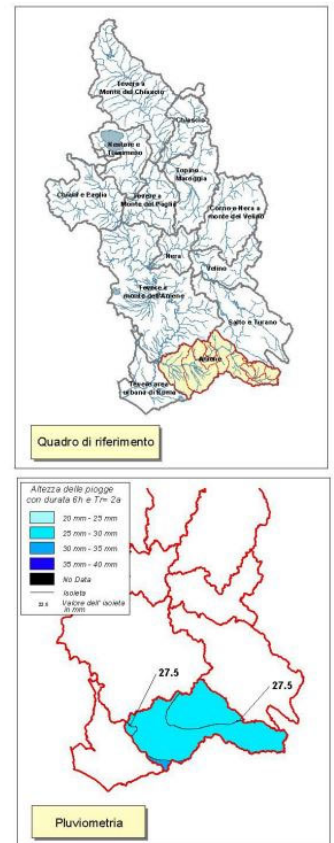 Tevere a
Monte del Chiascio
Chiascio
Nestore e
Trasimeno
Topino
Maroggia
Chiani e Paglia
Tevere a
Monte del Paglia
Corno e Nera a
monte del Velino
Nera
Velino
Tevere a
monte dell'Aniene
Salto e Turano
Aniene
Tevere area
urbana di Roma
Quadro di riferimento
Altezza delle piogge
con durata 6h e Tr= 2a
20 mm - 25 mm
25 mm - 30 mm
30 mm - 35 mm
35 mm - 40 mm
No Data
Isoieta
22.5 Valore dell' isoieta
in mm
27.5
27.5
Pluviometria